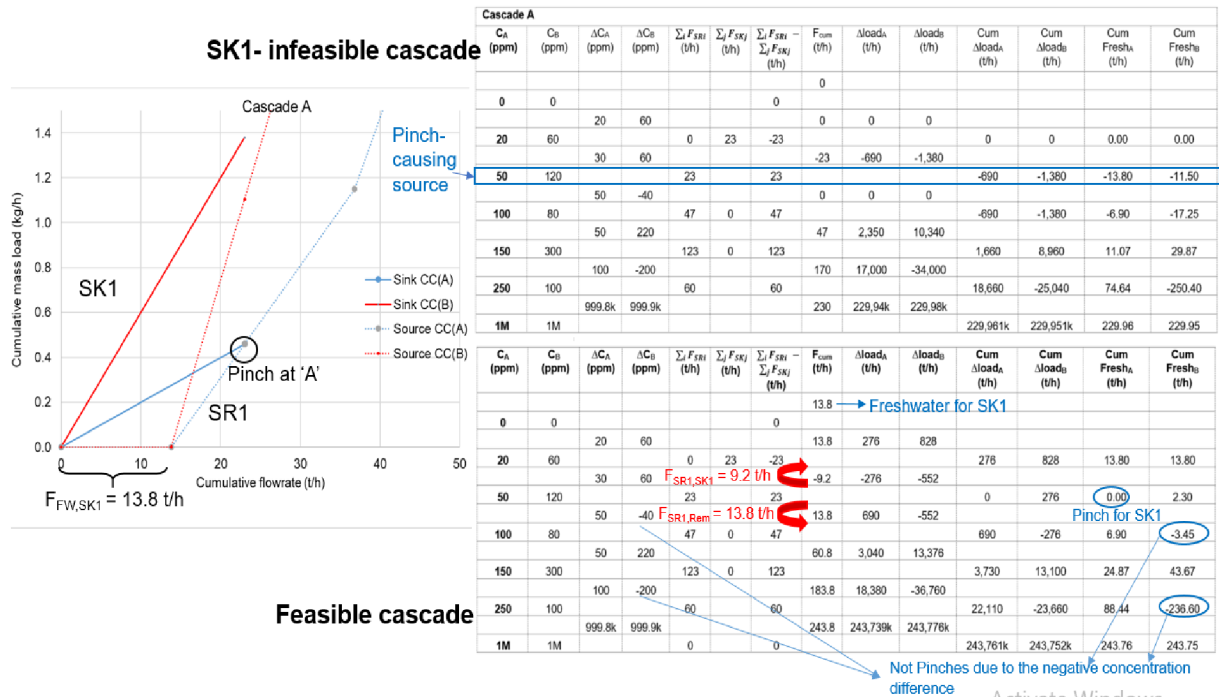 SK1- infeasible cascade
Cascade A
1.4
1.2
1.0
0.8
0.6
0.4
0.2
0.0
0 10 20 30 40 50
Cumulative mass load (kg/h)
Cumulative flowrate (t/h)
SK1
SR1
Pinch at 'A'
Sink CC(A)
Sink CC(B)
Source CC(A)
Source CC(B)
F_FW,SK1 = 13.8 t/h
Pinch-
causing
source
Cascade A
C_A (ppm) C_B (ppm) ΔC_A (ppm) ΔC_B (ppm) ∑_i F_SRi (t/h) ∑_j F_SKj (t/h) ∑_i F_SRi − ∑_j F_SKj (t/h) F_cum (t/h) Δload_A (t/h) Δload_B (t/h) Cum Δload_A (t/h) Cum Δload_B (t/h) Cum Fresh_A (t/h) Cum Fresh_B (t/h)
0
0 0 0
20 60 0 0 0
20 60 0 23 -23 0 0 0.00 0.00
30 60 -23 -690 -1,380
50 120 23 23 -690 -1,380 -13.80 -11.50
50 -40 0 0 0
100 80 47 0 47 -690 -1,380 -6.90 -17.25
50 220 47 2,350 10,340
150 300 123 0 123 1,660 8,960 11.07 29.87
100 -200 170 17,000 -34,000
250 100 60 60 18,660 -25,040 74.64 -250.40
999.8k 999.9k 230 229,94k 229,98k
1M 1M 229,961k 229,951k 229.96 229.95
C_A (ppm) C_B (ppm) ΔC_A (ppm) ΔC_B (ppm) ∑_i F_SRi (t/h) ∑_j F_SKj (t/h) ∑_i F_SRi − ∑_j F_SKj (t/h) F_cum (t/h) Δload_A (t/h) Δload_B (t/h) Cum Δload_A (t/h) Cum Δload_B (t/h) Cum Fresh_A (t/h) Cum Fresh_B (t/h)
13.8 Freshwater for SK1
0 0 0
20 60 13.8 276 828
20 60 0 23 -23 276 828 13.80 13.80
30 60 F_SR1,SK1 = 9.2 t/h -9.2 -276 -552
50 120 23 23 0 276 0.00 2.30
50 -40 F_SR1,Rem = 13.8 t/h 13.8 690 -552
Pinch for SK1
100 80 47 0 47 690 -276 6.90 -3.45
50 220 60.8 3,040 13,376
150 300 123 0 123 3,730 13,100 24.87 43.67
100 -200 183.8 18,380 -36,760
250 100 60 60 22,110 -23,660 88.44 -236.60
999.8k 999.9k 243.8 243,739k 243,776k
1M 1M 0 0 243,761k 243,752k 243.76 243.75
Feasible cascade
Not Pinches due to the negative concentration
difference